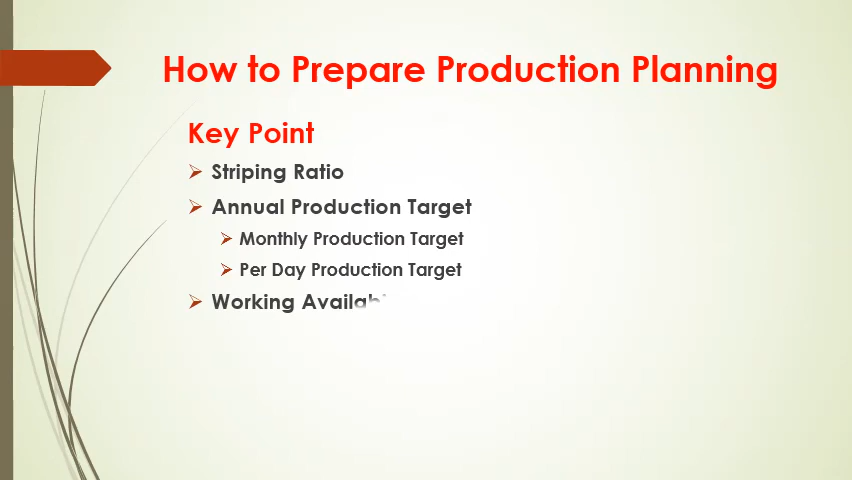 How to Prepare Production Planning
Key Point
Striping Ratio
Annual Production Target
Monthly Production Target
Per Day Production Target
Working